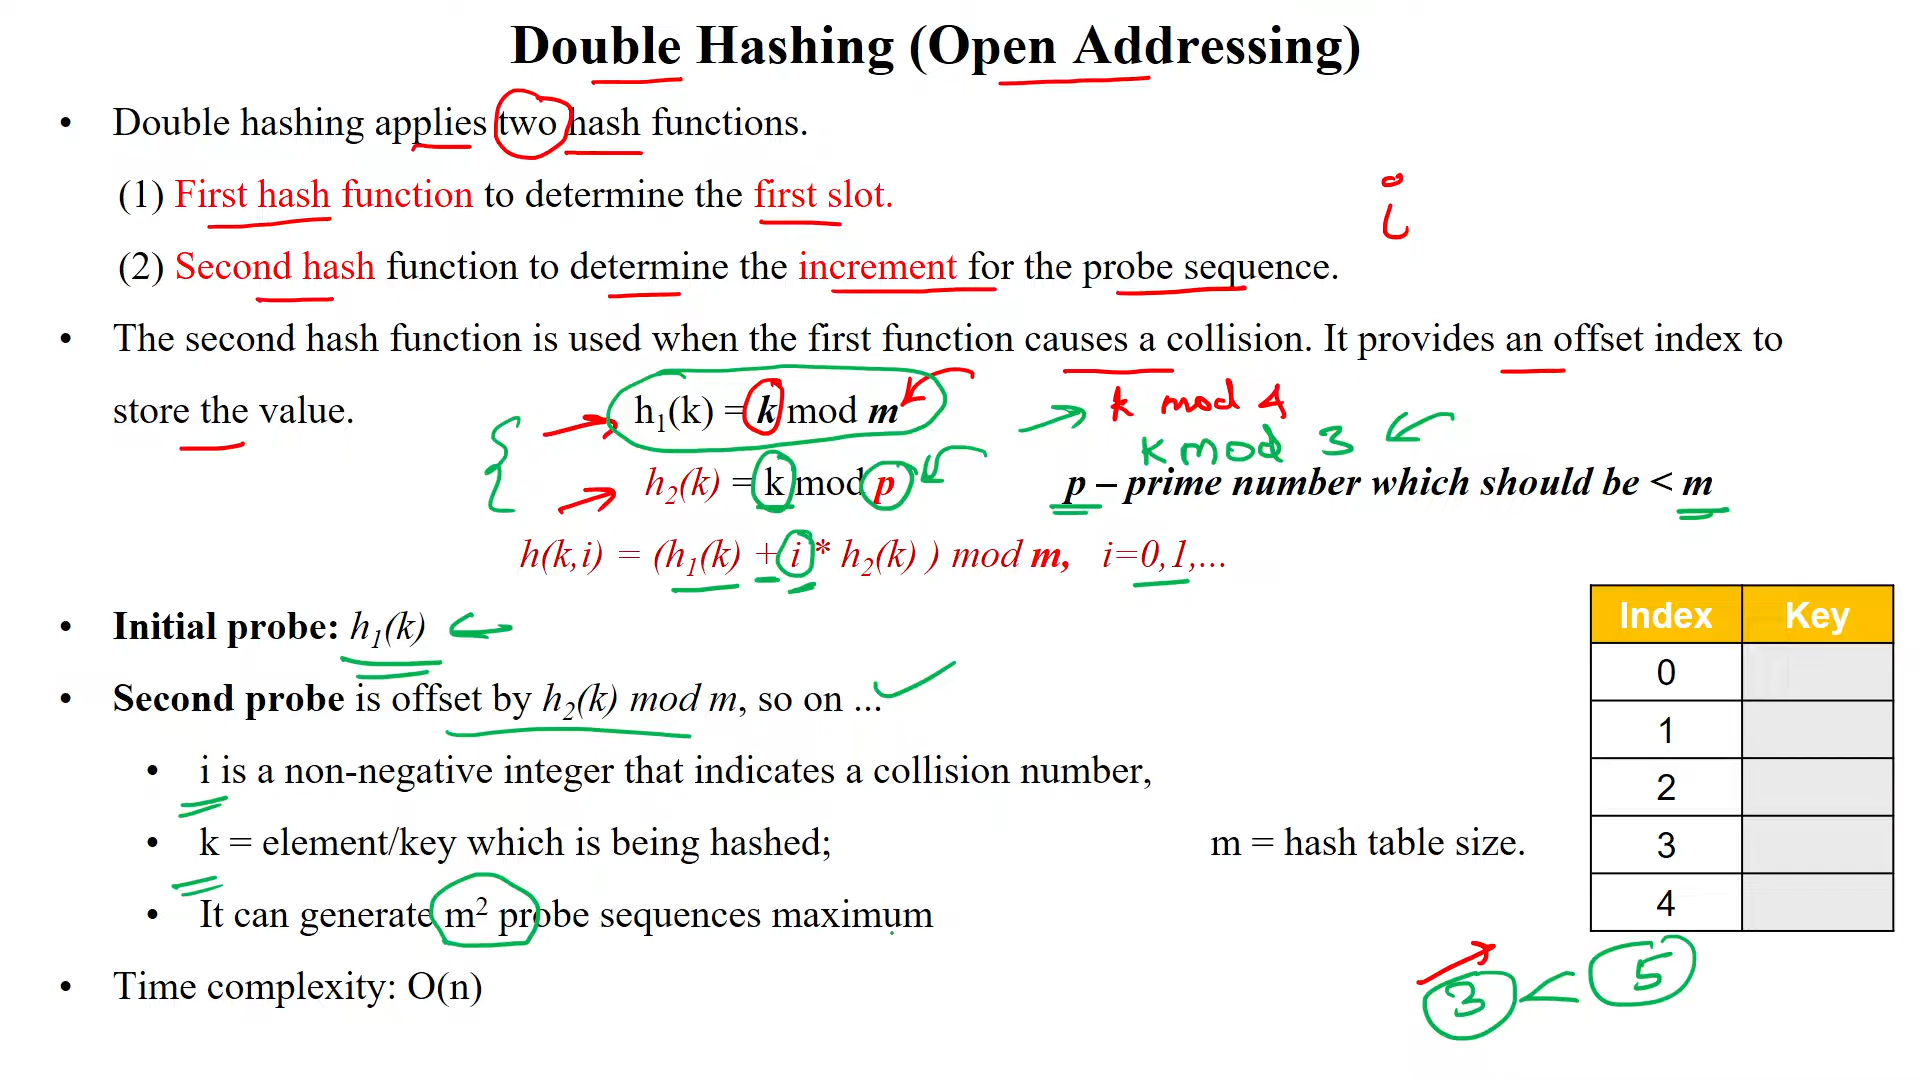 Double Hashing (Open Addressing)
• Double hashing applies two hash functions.
(1) First hash function to determine the first slot.
(2) Second hash function to determine the increment for the probe sequence.
i
• The second hash function is used when the first function causes a collision. It provides an offset index to
store the value.
h₁(k) = k mod m
k mod 4
k mod 3
h₂(k) = k mod p
p – prime number which should be < m
h(k,i) = (h₁(k) + i * h₂(k) ) mod m, i=0,1,...
• Initial probe: h₁(k)
• Second probe is offset by h₂(k) mod m, so on ...
• i is a non-negative integer that indicates a collision number,
• k = element/key which is being hashed; m = hash table size.
• It can generate m² probe sequences maximum
• Time complexity: O(n)
Index Key
0
1
2
3
4
3 < 5